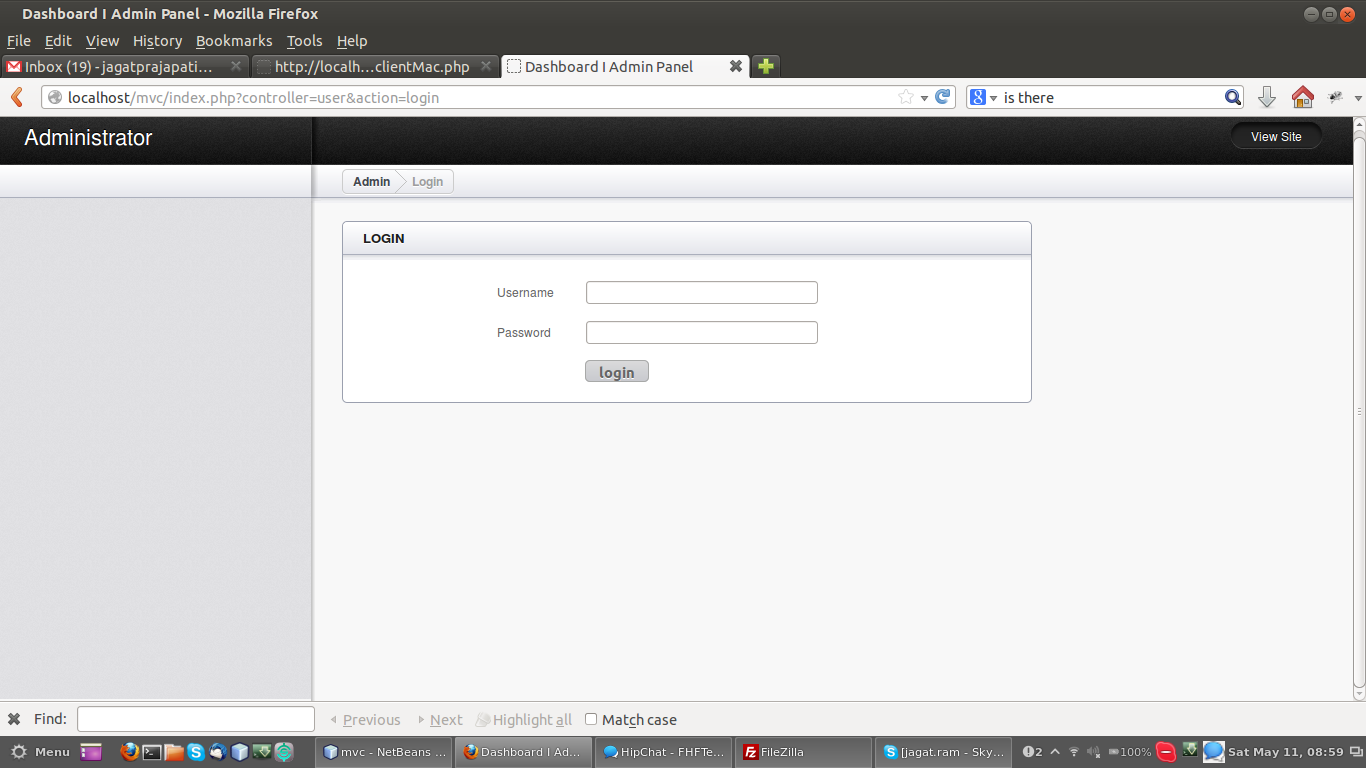 Dashboard I Admin Panel - Mozilla Firefox
File Edit View History Bookmarks Tools Help
Inbox (19) - jagatprajapati... http://localh...clientMac.php Dashboard I Admin Panel
localhost/mvc/index.php?controller=user&action=login is there
Administrator View Site
Admin Login
LOGIN
Username
Password
login
Find: Previous Next Highlight all Match case
Menu mvc - NetBeans ... Dashboard I Ad... HipChat - FHFTe... FileZilla [jagat.ram - Sky... 2 100% Sat May 11, 08:59